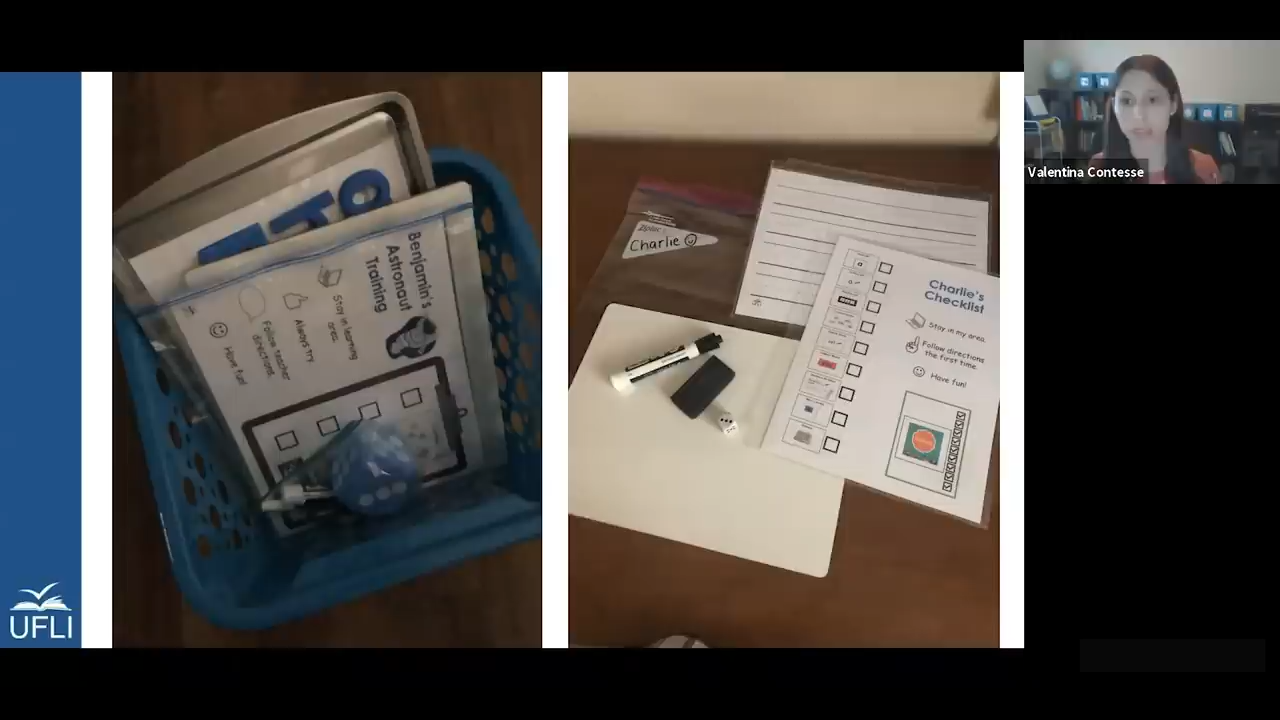 Valentina Contesse
Benjamin's
Astronaut
Training
Stay in learning
area.
Always try.
Follow teacher
directions.
Have fun!
Charlie
Charlie's
Checklist
Stay in my area.
Follow directions
the first time.
Have fun!
UFLI